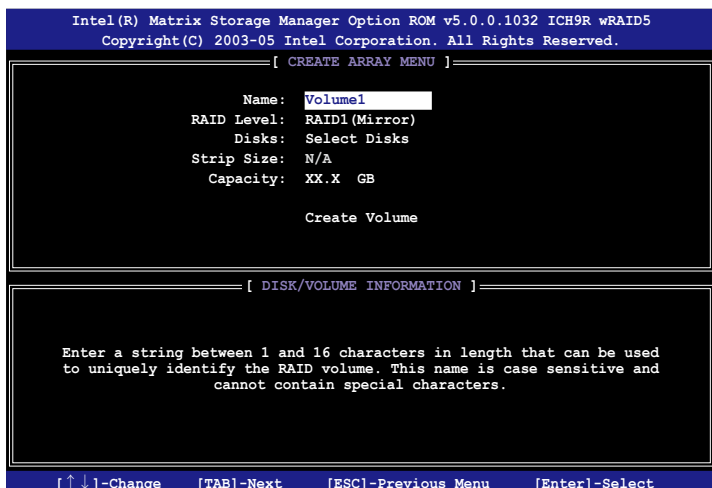 Intel(R) Matrix Storage Manager Option ROM v5.0.0.1032 ICH9R wRAID5
Copyright(C) 2003-05 Intel Corporation. All Rights Reserved.
[ CREATE ARRAY MENU ]
Name: Volume1
RAID Level: RAID1(Mirror)
Disks: Select Disks
Strip Size: N/A
Capacity: XX.X GB
Create Volume
[ DISK/VOLUME INFORMATION ]
Enter a string between 1 and 16 characters in length that can be used
to uniquely identify the RAID volume. This name is case sensitive and
cannot contain special characters.
[↑↓]-Change [TAB]-Next [ESC]-Previous Menu [Enter]-Select